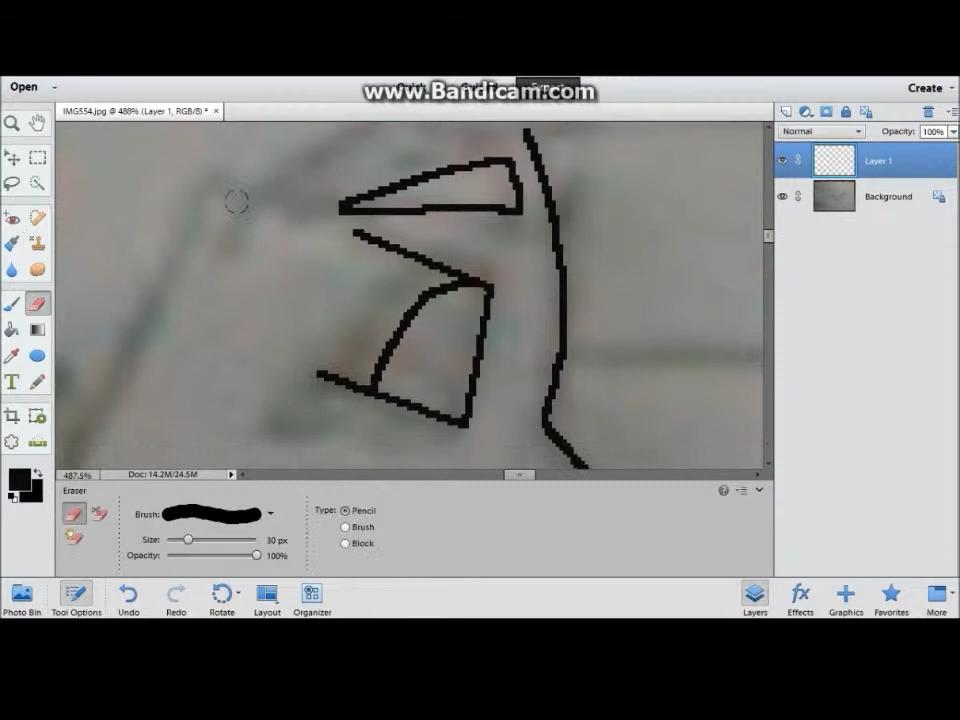 www.Bandicam.com
Open
Create
IMG554.jpg @ 488% (Layer 1, RGB/8) * ×
Normal
Opacity: 100%
Layer 1
Background
487.5%
Doc: 14.2M/24.5M
Eraser
Brush:
Size:
30 px
Opacity:
100%
Type:
Pencil
Brush
Block
Photo Bin
Tool Options
Undo
Redo
Rotate
Layout
Organizer
Layers
Effects
Graphics
Favorites
More